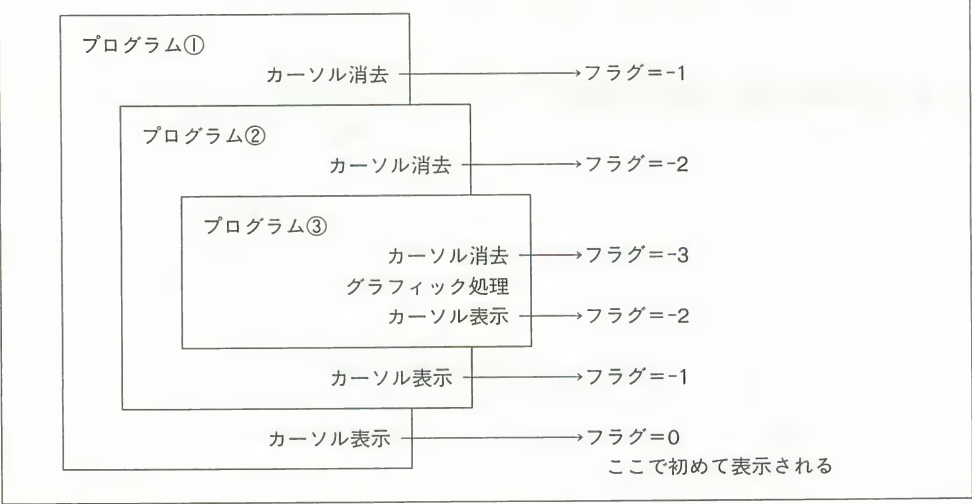 プログラム①
カーソル消去 →フラグ=-1
プログラム②
カーソル消去 →フラグ=-2
プログラム③
カーソル消去 →フラグ=-3
グラフィック処理
カーソル表示 →フラグ=-2
カーソル表示 →フラグ=-1
カーソル表示 →フラグ=0
ここで初めて表示される